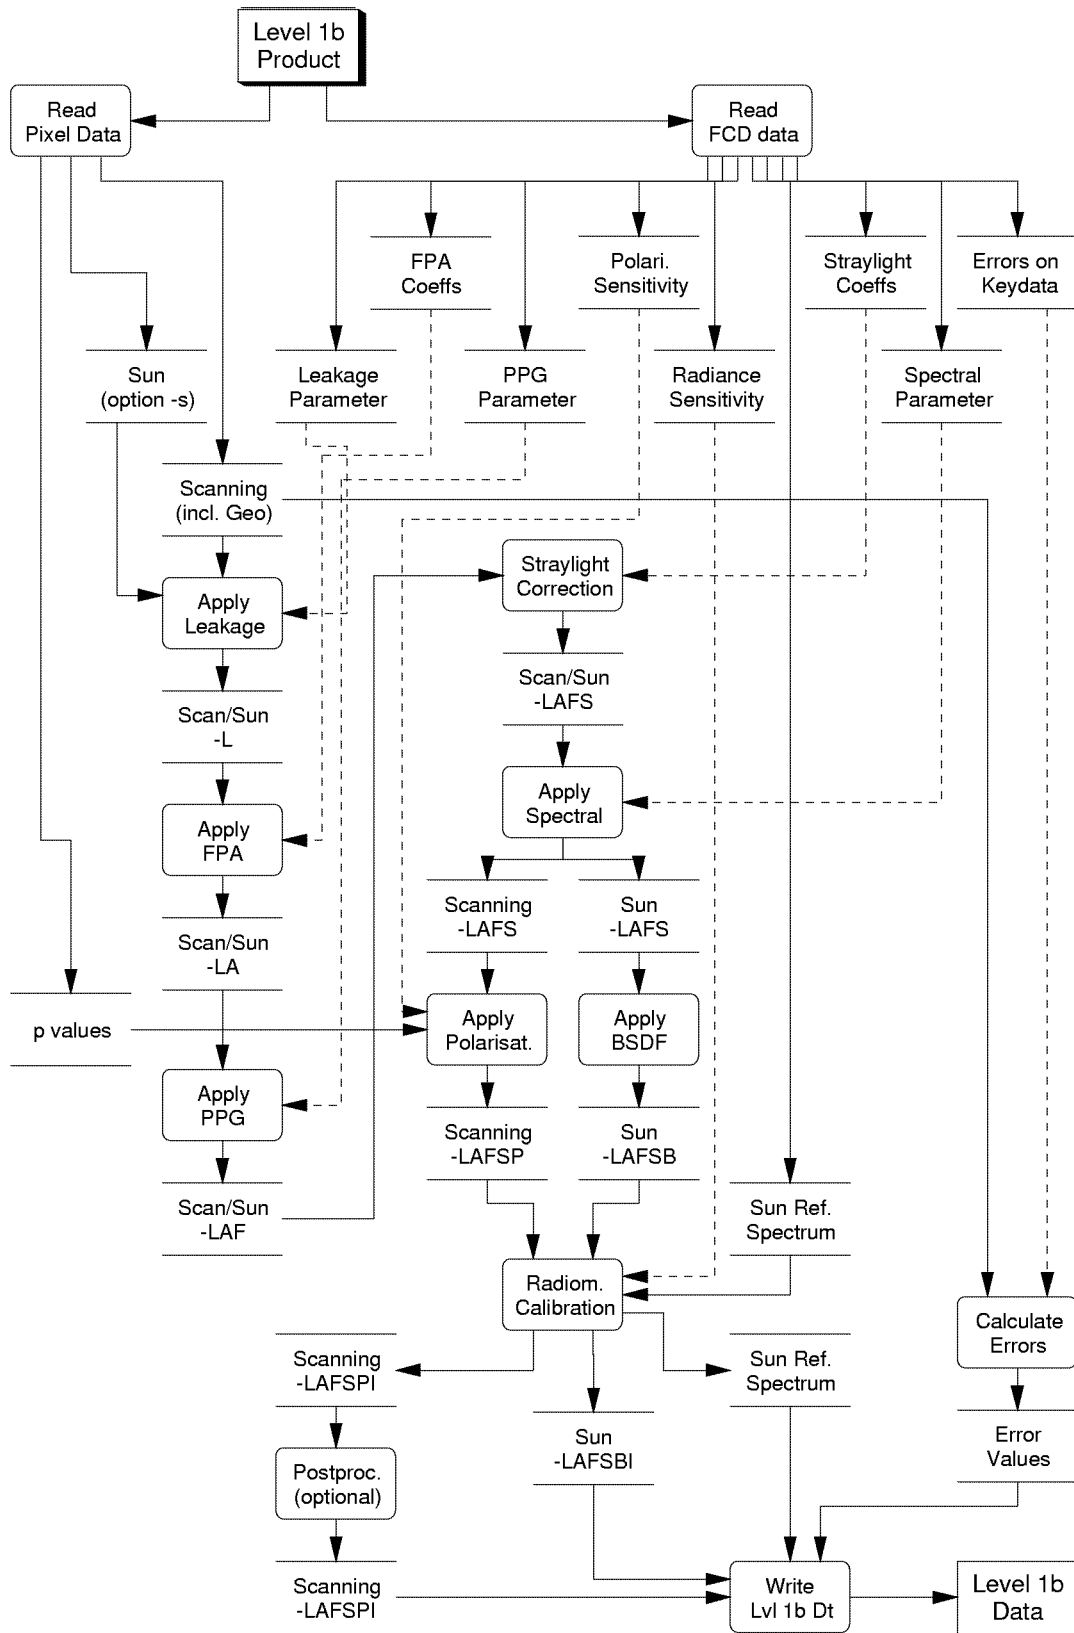 Level 1b
Product
Read
Pixel Data
Read
FCD data
FPA
Coeffs
Polari.
Sensitivity
Straylight
Coeffs
Errors on
Keydata
Sun
(option -s)
Leakage
Parameter
PPG
Parameter
Radiance
Sensitivity
Spectral
Parameter
Scanning
(incl. Geo)
Straylight
Correction
Apply
Leakage
Scan/Sun
-LAFS
Scan/Sun
-L
Apply
Spectral
Apply
FPA
Scanning
-LAFS
Sun
-LAFS
Scan/Sun
-LA
p values
Apply
Polarisat.
Apply
BSDF
Apply
PPG
Scanning
-LAFSP
Sun
-LAFSB
Scan/Sun
-LAF
Sun Ref.
Spectrum
Radiom.
Calibration
Calculate
Errors
Scanning
-LAFSPI
Sun Ref.
Spectrum
Sun
-LAFSBI
Error
Values
Postproc.
(optional)
Scanning
-LAFSPI
Write
Lvl 1b Dt
Level 1b
Data